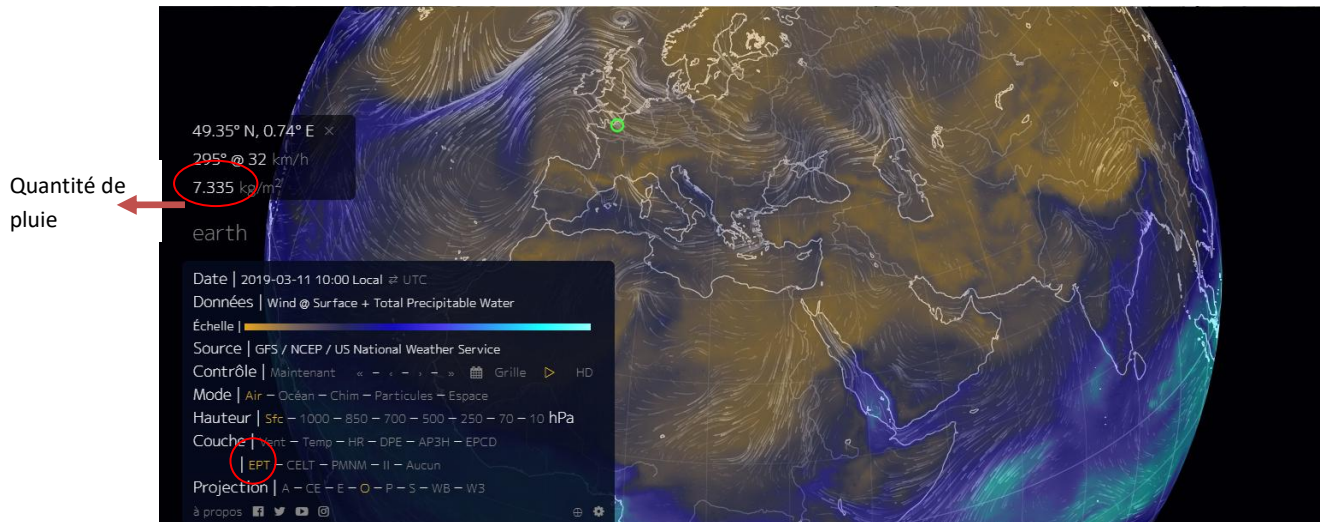 Quantité de
pluie
49.35° N, 0.74° E ×
295° @ 32 km/h
7.335 kg/m²
earth
Date | 2019-03-11 10:00 Local ⇄ UTC
Données | Wind @ Surface + Total Precipitable Water
Échelle |
Source | GFS / NCEP / US National Weather Service
Contrôle | Maintenant « – ‹ – › – » Grille HD
Mode | Air – Océan – Chim – Particules – Espace
Hauteur | Sfc – 1000 – 850 – 700 – 500 – 250 – 70 – 10 hPa
Couche | Vent – Temp – HR – DPE – AP3H – EPCD
| EPT – CELT – PMNM – II – Aucun
Projection | A – CE – E – O – P – S – WB – W3
à propos